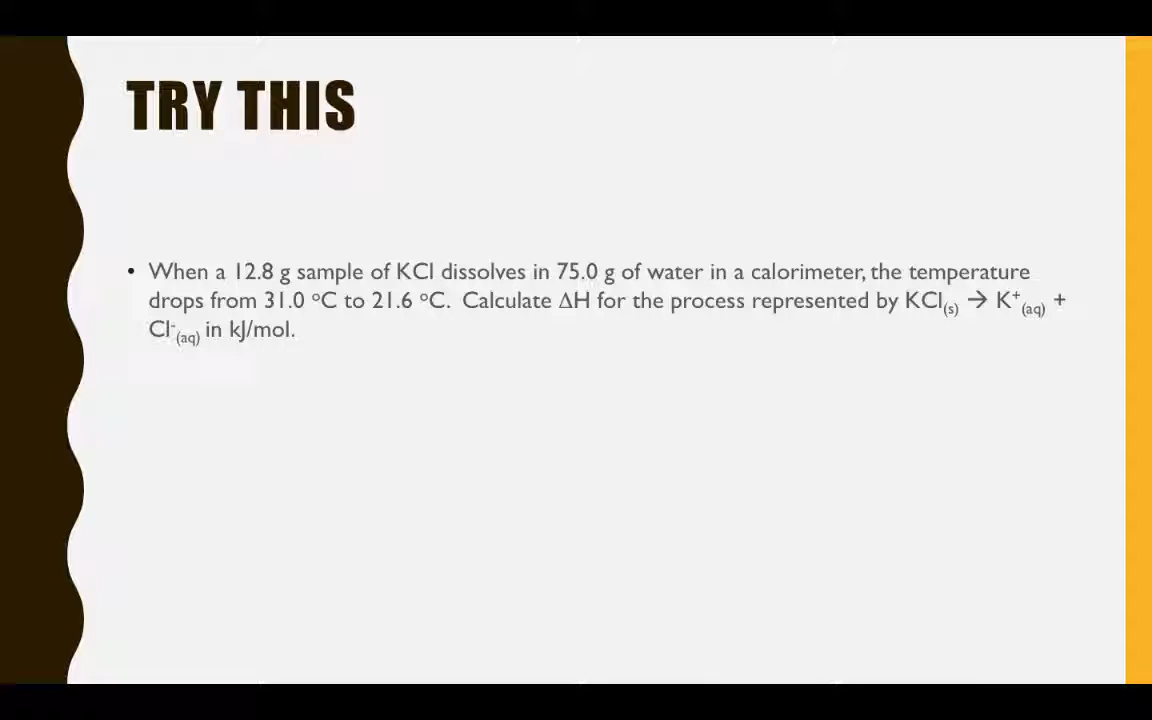 TRY THIS
• When a 12.8 g sample of KCl dissolves in 75.0 g of water in a calorimeter, the temperature
drops from 31.0 ᵒC to 21.6 ᵒC.  Calculate ΔH for the process represented by KCl₍s₎ → K⁺₍aq₎ +
Cl⁻₍aq₎ in kJ/mol.